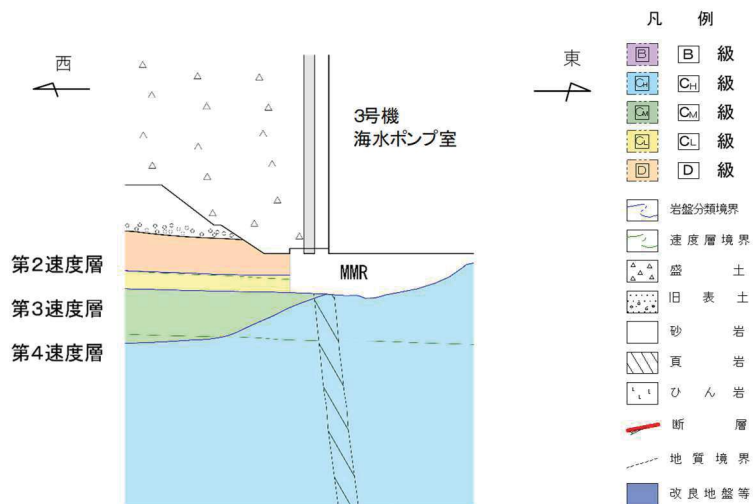 西
東
3号機
海水ポンプ室
MMR
第2速度層
第3速度層
第4速度層
凡 例
B B 級
CH CH 級
CM CM 級
CL CL 級
D D 級
岩盤分類境界
速度層境界
盛 土
旧 表 土
砂 岩
頁 岩
ひ ん 岩
断 層
地 質 境 界
改 良 地 盤 等